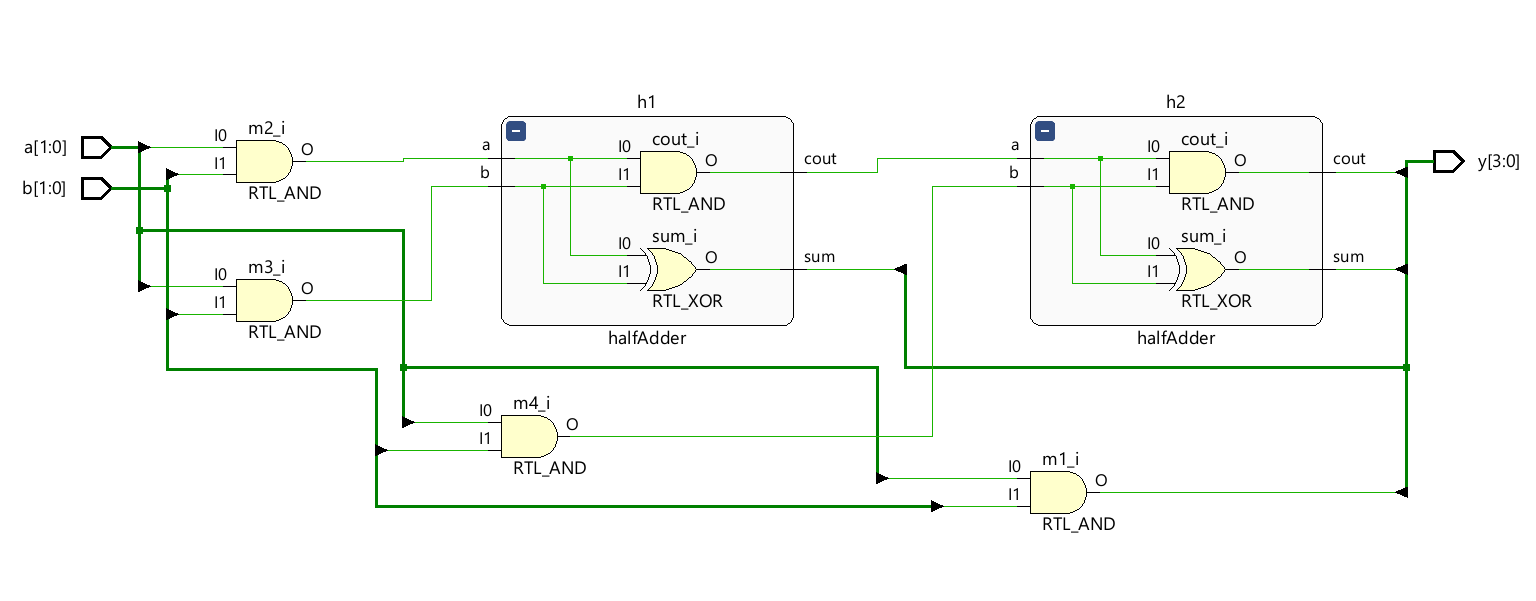 h1
h2
a[1:0]
b[1:0]
I0
I1
m2_i
O
RTL_AND
a
b
I0
I1
cout_i
O
RTL_AND
cout
I0
I1
sum_i
O
RTL_XOR
sum
halfAdder
a
b
I0
I1
cout_i
O
RTL_AND
cout
I0
I1
sum_i
O
RTL_XOR
sum
halfAdder
y[3:0]
I0
I1
m3_i
O
RTL_AND
I0
I1
m4_i
O
RTL_AND
I0
I1
m1_i
O
RTL_AND